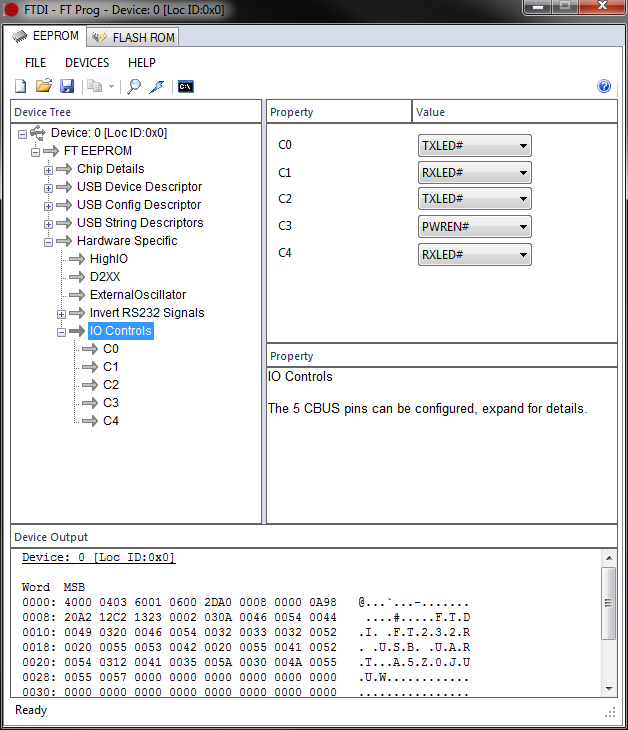 FTDI - FT Prog - Device: 0 [Loc ID:0x0]
EEPROM FLASH ROM
FILE DEVICES HELP
Device Tree
Device: 0 [Loc ID:0x0]
FT EEPROM
Chip Details
USB Device Descriptor
USB Config Descriptor
USB String Descriptors
Hardware Specific
HighIO
D2XX
ExternalOscillator
Invert RS232 Signals
IO Controls
C0
C1
C2
C3
C4
Property Value
C0 TXLED#
C1 RXLED#
C2 TXLED#
C3 PWREN#
C4 RXLED#
Property
IO Controls
The 5 CBUS pins can be configured, expand for details.
Device Output
Device: 0 [Loc ID:0x0]
Word MSB
0000: 4000 0403 6001 0600 2DA0 0008 0000 0A98 @...`...-.......
0008: 20A2 12C2 1323 0002 030A 0046 0054 0044 ....#.....F.T.D
0010: 0049 0320 0046 0054 0032 0033 0032 0052 .I. .F.T.2.3.2.R
0018: 0020 0055 0053 0042 0020 0055 0041 0052 . .U.S.B. .U.A.R
0020: 0054 0312 0041 0035 005A 0030 004A 0055 .T...A.5.Z.0.J.U
0028: 0055 0057 0000 0000 0000 0000 0000 0000 .U.W............
0030: 0000 0000 0000 0000 0000 0000 0000 0000 ................
Ready